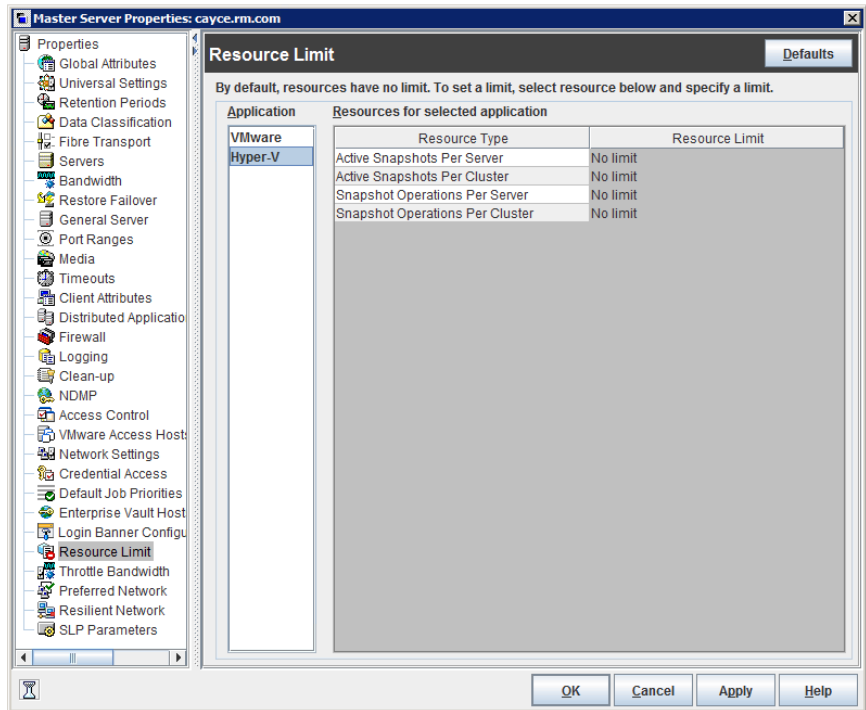 Master Server Properties: cayce.rm.com
Properties
Global Attributes
Universal Settings
Retention Periods
Data Classification
Fibre Transport
Servers
Bandwidth
Restore Failover
General Server
Port Ranges
Media
Timeouts
Client Attributes
Distributed Applicatio
Firewall
Logging
Clean-up
NDMP
Access Control
VMware Access Hosts
Network Settings
Credential Access
Default Job Priorities
Enterprise Vault Host
Login Banner Configu
Resource Limit
Throttle Bandwidth
Preferred Network
Resilient Network
SLP Parameters
Resource Limit
Defaults
By default, resources have no limit. To set a limit, select resource below and specify a limit.
Application
VMware
Hyper-V
Resources for selected application
Resource Type Resource Limit
Active Snapshots Per Server No limit
Active Snapshots Per Cluster No limit
Snapshot Operations Per Server No limit
Snapshot Operations Per Cluster No limit
OK Cancel Apply Help